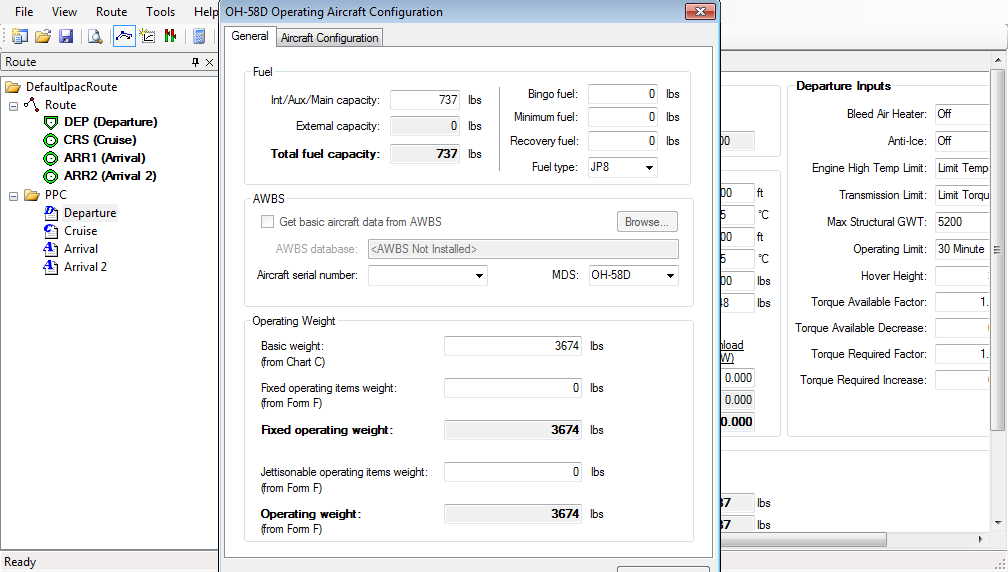 File View Route Tools Help
OH-58D Operating Aircraft Configuration
General Aircraft Configuration
Route
DefaultIpacRoute
Route
DEP (Departure)
CRS (Cruise)
ARR1 (Arrival)
ARR2 (Arrival 2)
PPC
Departure
Cruise
Arrival
Arrival 2
Fuel
Int/Aux/Main capacity: 737 lbs
External capacity: 0 lbs
Total fuel capacity: 737 lbs
Bingo fuel: 0 lbs
Minimum fuel: 0 lbs
Recovery fuel: 0 lbs
Fuel type: JP8
AWBS
Get basic aircraft data from AWBS Browse...
AWBS database: <AWBS Not Installed>
Aircraft serial number: MDS: OH-58D
Operating Weight
Basic weight: 3674 lbs
(from Chart C)
Fixed operating items weight: 0 lbs
(from Form F)
Fixed operating weight: 3674 lbs
Jettisonable operating items weight: 0 lbs
(from Form F)
Operating weight: 3674 lbs
(from Form F)
00
00 ft
5 °C
00 ft
5 °C
00 lbs
48 lbs
nload
W)
0.000
0.000
0.000
37 lbs
37 lbs
Departure Inputs
Bleed Air Heater: Off
Anti-Ice: Off
Engine High Temp Limit: Limit Temp
Transmission Limit: Limit Torqu
Max Structural GWT: 5200
Operating Limit: 30 Minute
Hover Height:
Torque Available Factor: 1.
Torque Available Decrease:
Torque Required Factor: 1.
Torque Required Increase:
Ready